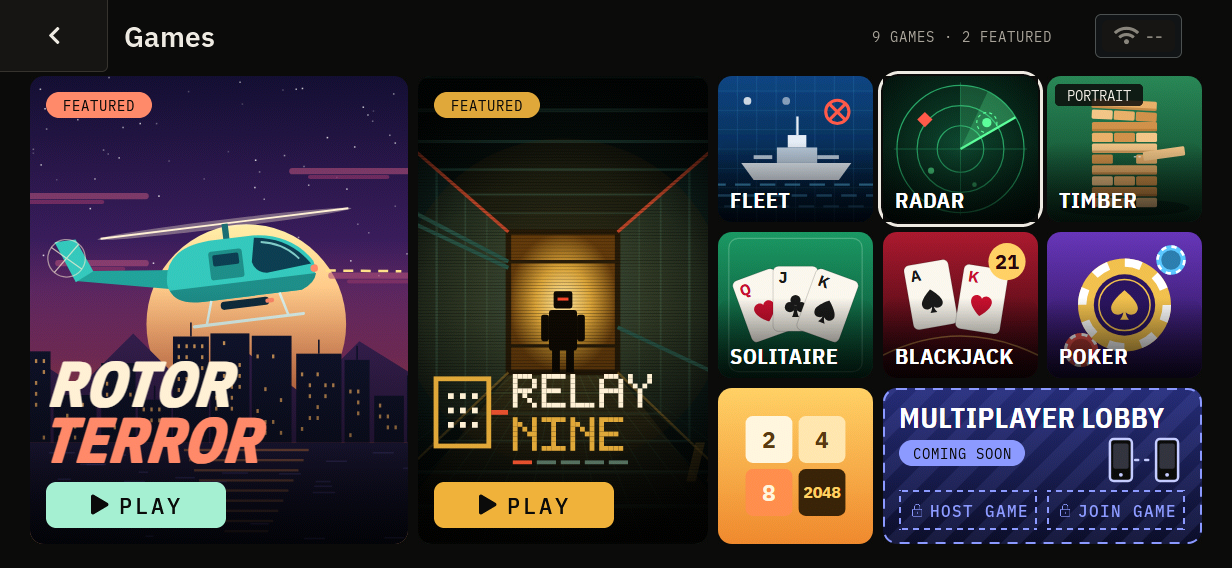 Games
9 GAMES · 2 FEATURED
--
FEATURED
ROTOR
TERROR
PLAY
FEATURED
RELAY
NINE
PLAY
FLEET
RADAR
PORTRAIT
TIMBER
Q J K
SOLITAIRE
A K 21
BLACKJACK
POKER
2 4
8 2048
MULTIPLAYER LOBBY
COMING SOON
HOST GAME
JOIN GAME